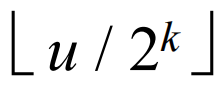 ⌊ u / 2^k ⌋